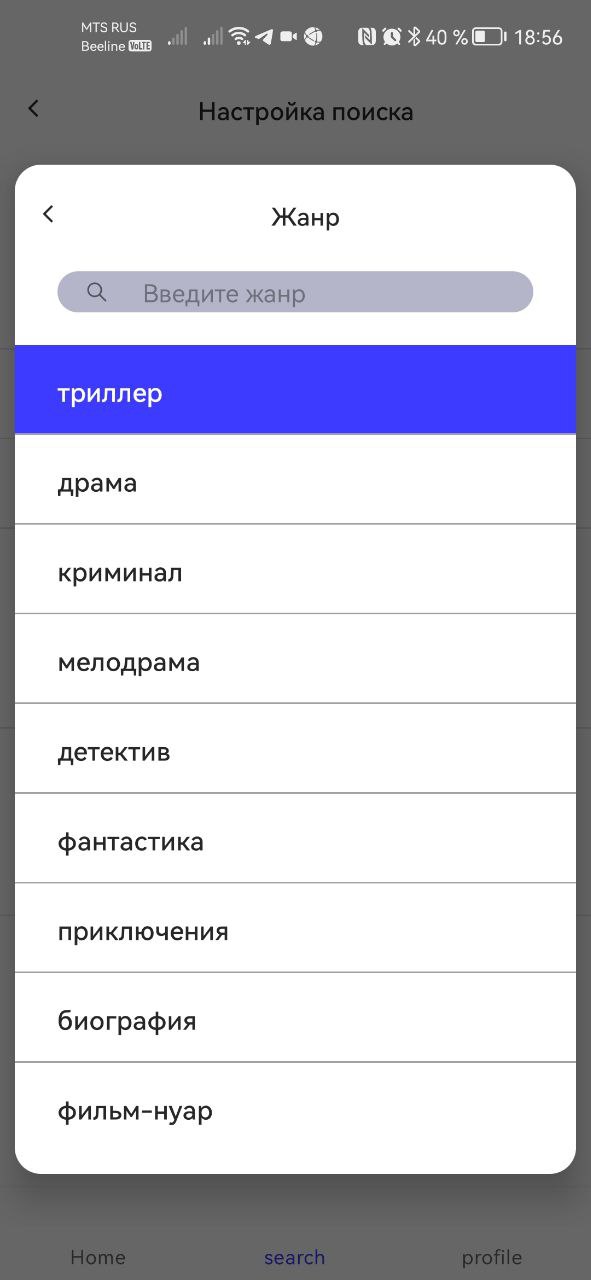 MTS RUS
Beeline VoLTE
40 % 18:56
Настройка поиска
Жанр
Введите жанр
триллер
драма
криминал
мелодрама
детектив
фантастика
приключения
биография
фильм-нуар
Home search profile